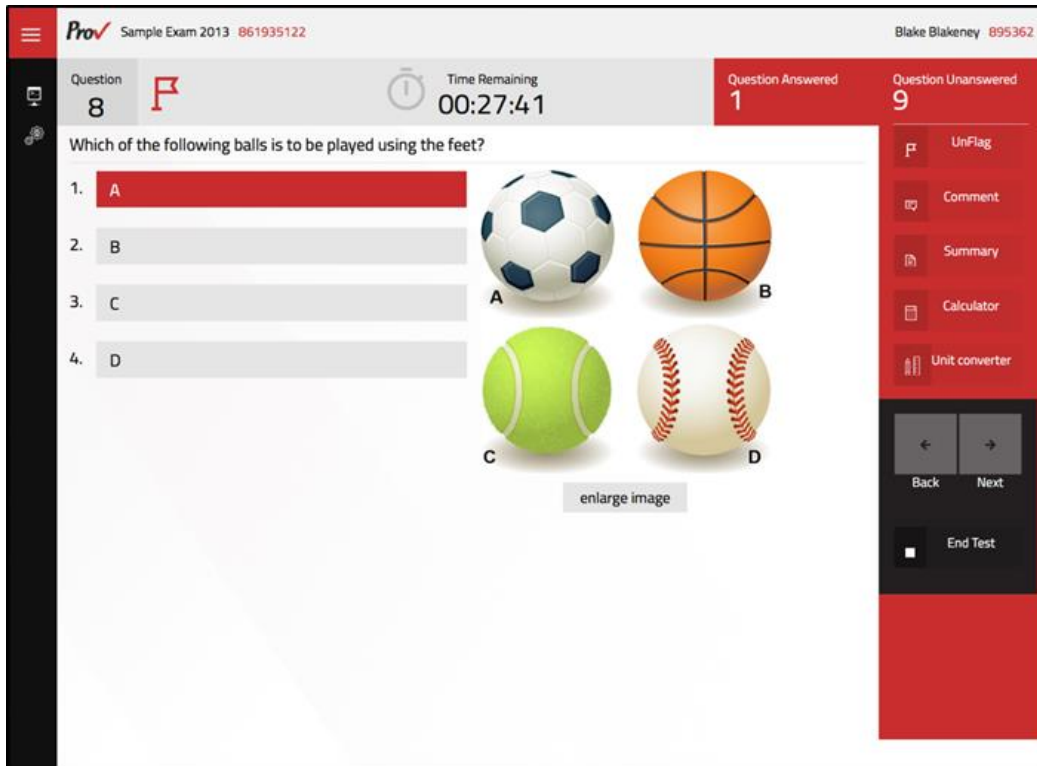 Prov Sample Exam 2013 861935122
Blake Blakeney 895362
Question
8
Time Remaining
00:27:41
Question Answered
1
Question Unanswered
9
Which of the following balls is to be played using the feet?
1. A
2. B
3. C
4. D
A
B
C
D
enlarge image
UnFlag
Comment
Summary
Calculator
Unit converter
Back
Next
End Test